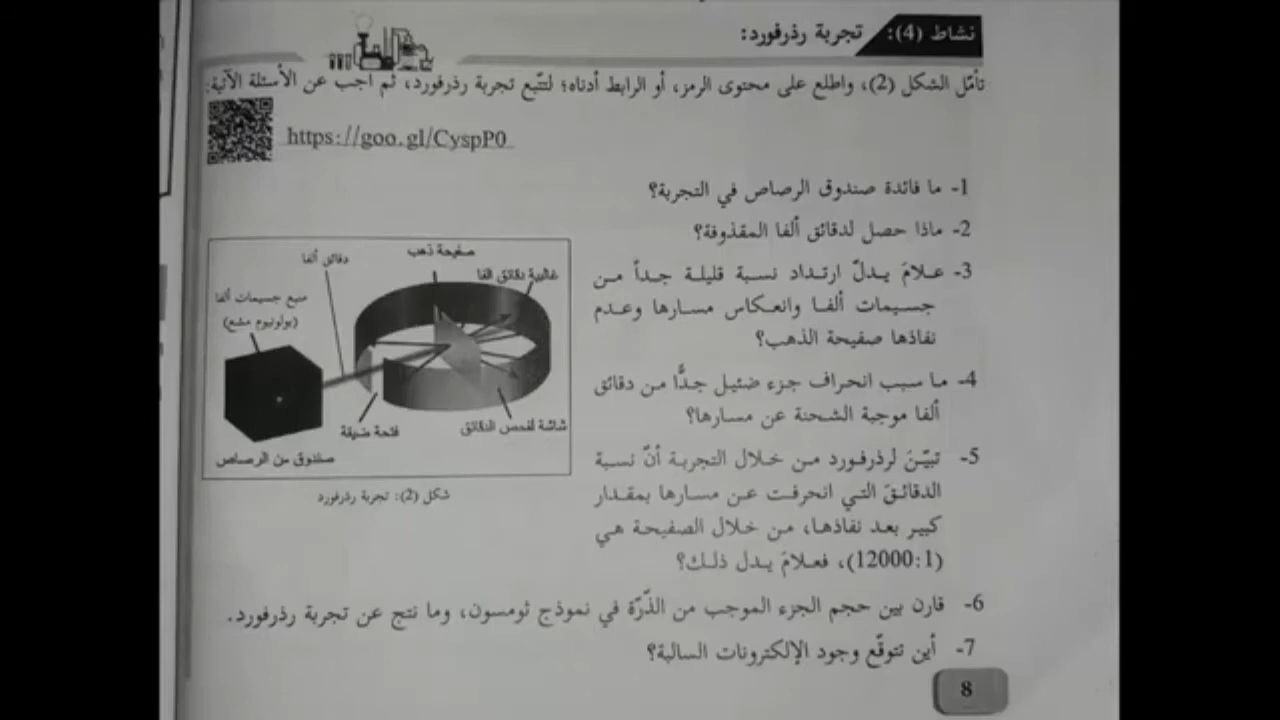 نشاط (4): تجربة رذرفورد:
تأمّل الشكل (2)، واطلع على محتوى الرمز، أو الرابط أدناه؛ لتتّبع تجربة رذرفورد، ثم اجب عن الأسئلة الآتية:
https://goo.gl/CyspP0
1- ما فائدة صندوق الرصاص في التجربة؟
2- ماذا حصل لدقائق ألفا المقذوفة؟
3- علامَ يدلّ ارتداد نسبة قليلة جداً من
جسيمات ألفا وانعكاس مسارها وعدم
نفاذها صفيحة الذهب؟
4- ما سبب انحراف جزء ضئيل جدًّا من دقائق
ألفا موجبة الشحنة عن مسارها؟
5- تبيّن لرذرفورد من خلال التجربة أنّ نسبة
الدقائق التي انحرفت عن مسارها بمقدار
كبير بعد نفاذها، من خلال الصفيحة هي
(12000:1)، فعلامَ يدل ذلك؟
صفيحة ذهب
دقائق ألفا
غالبية دقائق الفا
منبع جسيمات ألفا
(بولونيوم مشع)
فتحة ضيقة
شاشة لفحص الدقائق
صندوق من الرصاص
شكل (2): تجربة رذرفورد
6- قارن بين حجم الجزء الموجب من الذّرّة في نموذج ثومسون، وما نتج عن تجربة رذرفورد.
7- أين تتوقّع وجود الإلكترونات السالبة؟
8